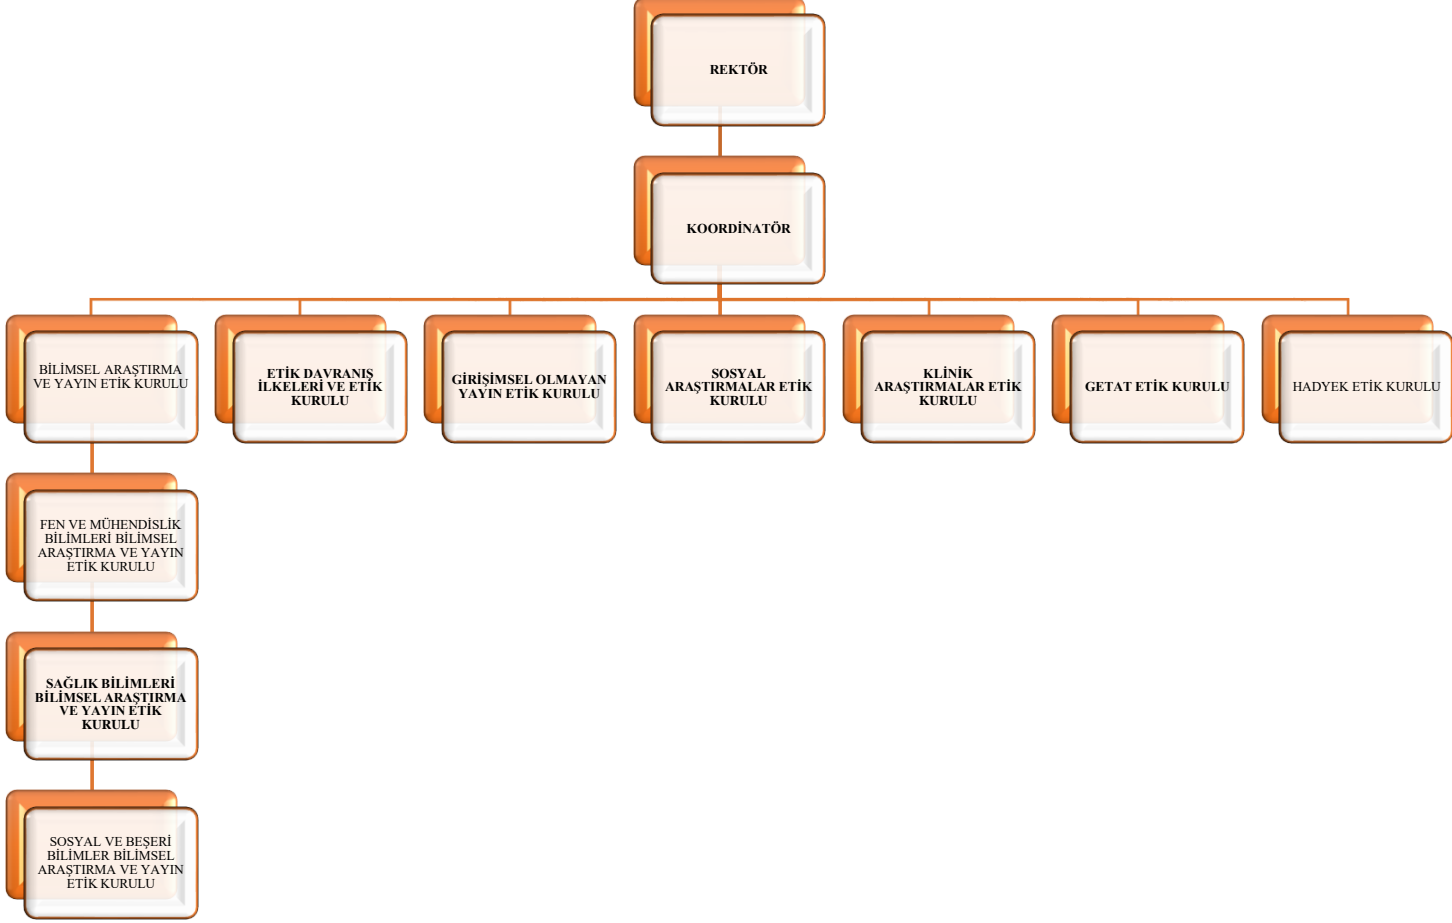 REKTÖR
KOORDİNATÖR
BİLİMSEL ARAŞTIRMA
VE YAYIN ETİK KURULU
ETİK DAVRANIŞ
İLKELERİ VE ETİK
KURULU
GİRİŞİMSEL OLMAYAN
YAYIN ETİK KURULU
SOSYAL
ARAŞTIRMALAR ETİK
KURULU
KLİNİK
ARAŞTIRMALAR ETİK
KURULU
GETAT ETİK KURULU
HADYEK ETİK KURULU
FEN VE MÜHENDİSLİK
BİLİMLERİ BİLİMSEL
ARAŞTIRMA VE YAYIN
ETİK KURULU
SAĞLIK BİLİMLERİ
BİLİMSEL ARAŞTIRMA
VE YAYIN ETİK
KURULU
SOSYAL VE BEŞERİ
BİLİMLER BİLİMSEL
ARAŞTIRMA VE YAYIN
ETİK KURULU